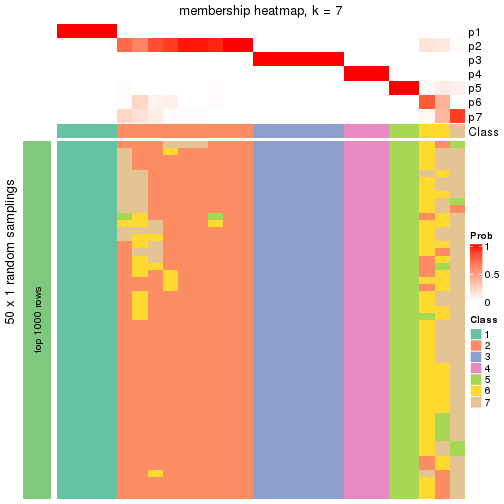 membership heatmap, k = 7
p1
p2
p3
p4
p5
p6
p7
Class
50 x 1 random samplings
top 1000 rows
Prob
1
0.5
0
Class
1
2
3
4
5
6
7